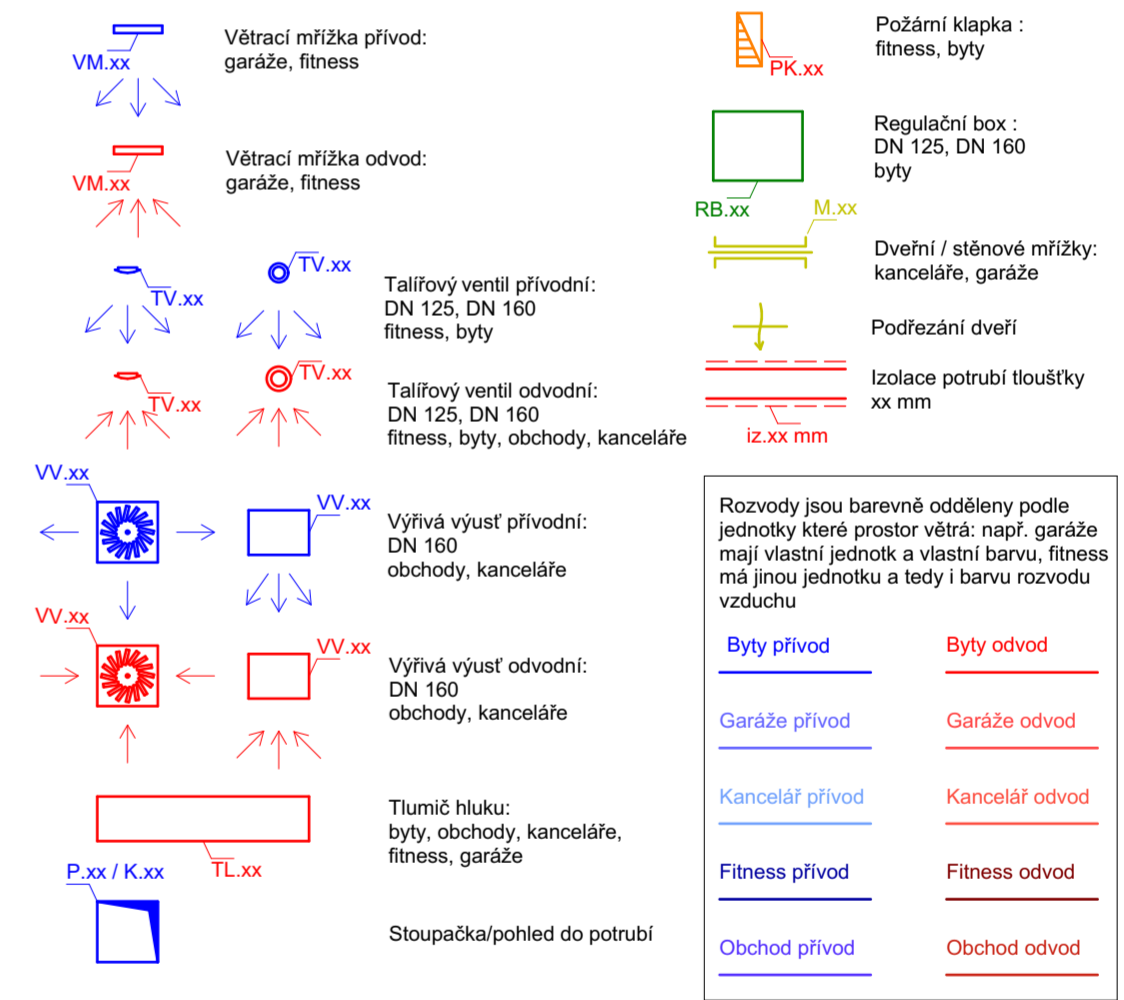 VM.xx
Větrací mřížka přívod:
garáže, fitness
VM.xx
Větrací mřížka odvod:
garáže, fitness
TV.xx
TV.xx
Talířový ventil přívodní:
DN 125, DN 160
fitness, byty
TV.xx
TV.xx
Talířový ventil odvodní:
DN 125, DN 160
fitness, byty, obchody, kanceláře
VV.xx
VV.xx
Výřivá výusť přívodní:
DN 160
obchody, kanceláře
VV.xx
VV.xx
Výřivá výusť odvodní:
DN 160
obchody, kanceláře
TL.xx
Tlumič hluku:
byty, obchody, kanceláře,
fitness, garáže
P.xx / K.xx
Stoupačka/pohled do potrubí
PK.xx
Požární klapka :
fitness, byty
RB.xx
Regulační box :
DN 125, DN 160
byty
M.xx
Dveřní / stěnové mřížky:
kanceláře, garáže
Podřezání dveří
Izolace potrubí tloušťky
xx mm
iz.xx mm
Rozvody jsou barevně odděleny podle
jednotky které prostor větrá: např. garáže
mají vlastní jednotk a vlastní barvu, fitness
má jinou jednotku a tedy i barvu rozvodu
vzduchu
Byty přívod
Byty odvod
Garáže přívod
Garáže odvod
Kancelář přívod
Kancelář odvod
Fitness přívod
Fitness odvod
Obchod přívod
Obchod odvod